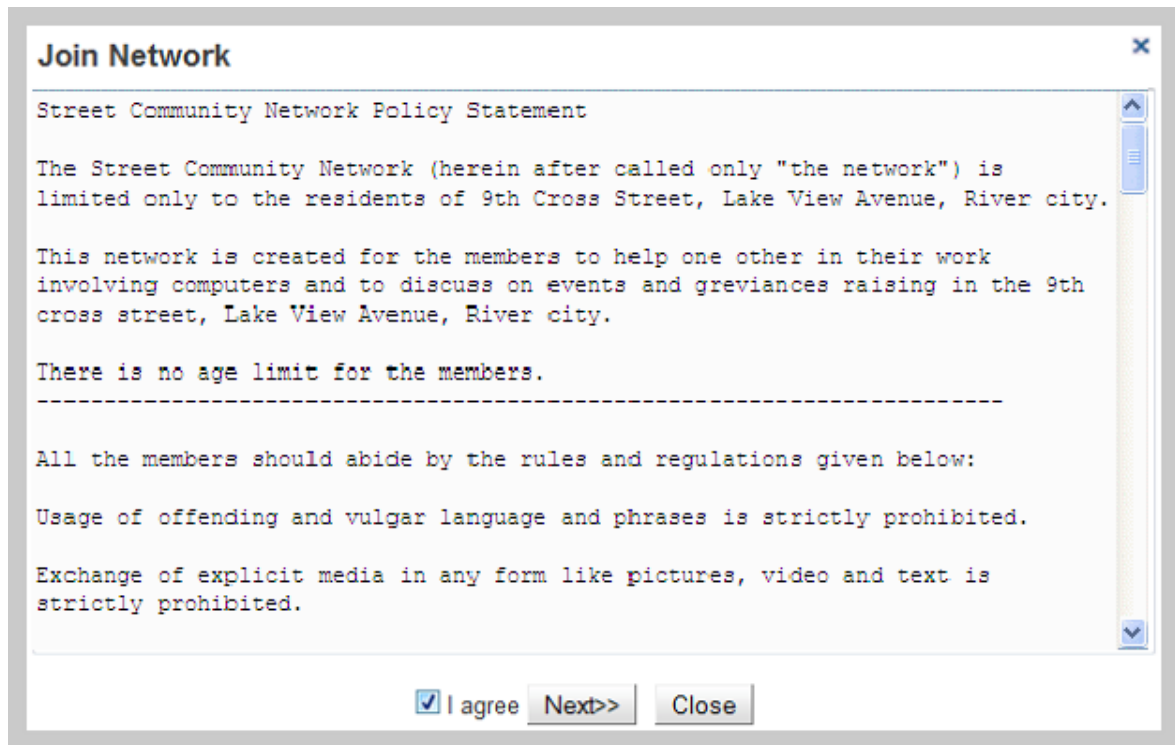 Join Network
Street Community Network Policy Statement
The Street Community Network (herein after called only "the network") is
limited only to the residents of 9th Cross Street, Lake View Avenue, River city.
This network is created for the members to help one other in their work
involving computers and to discuss on events and greviances raising in the 9th
cross street, Lake View Avenue, River city.
There is no age limit for the members.
------------------------------------------------------------------------
All the members should abide by the rules and regulations given below:
Usage of offending and vulgar language and phrases is strictly prohibited.
Exchange of explicit media in any form like pictures, video and text is
strictly prohibited.
I agree Next>> Close